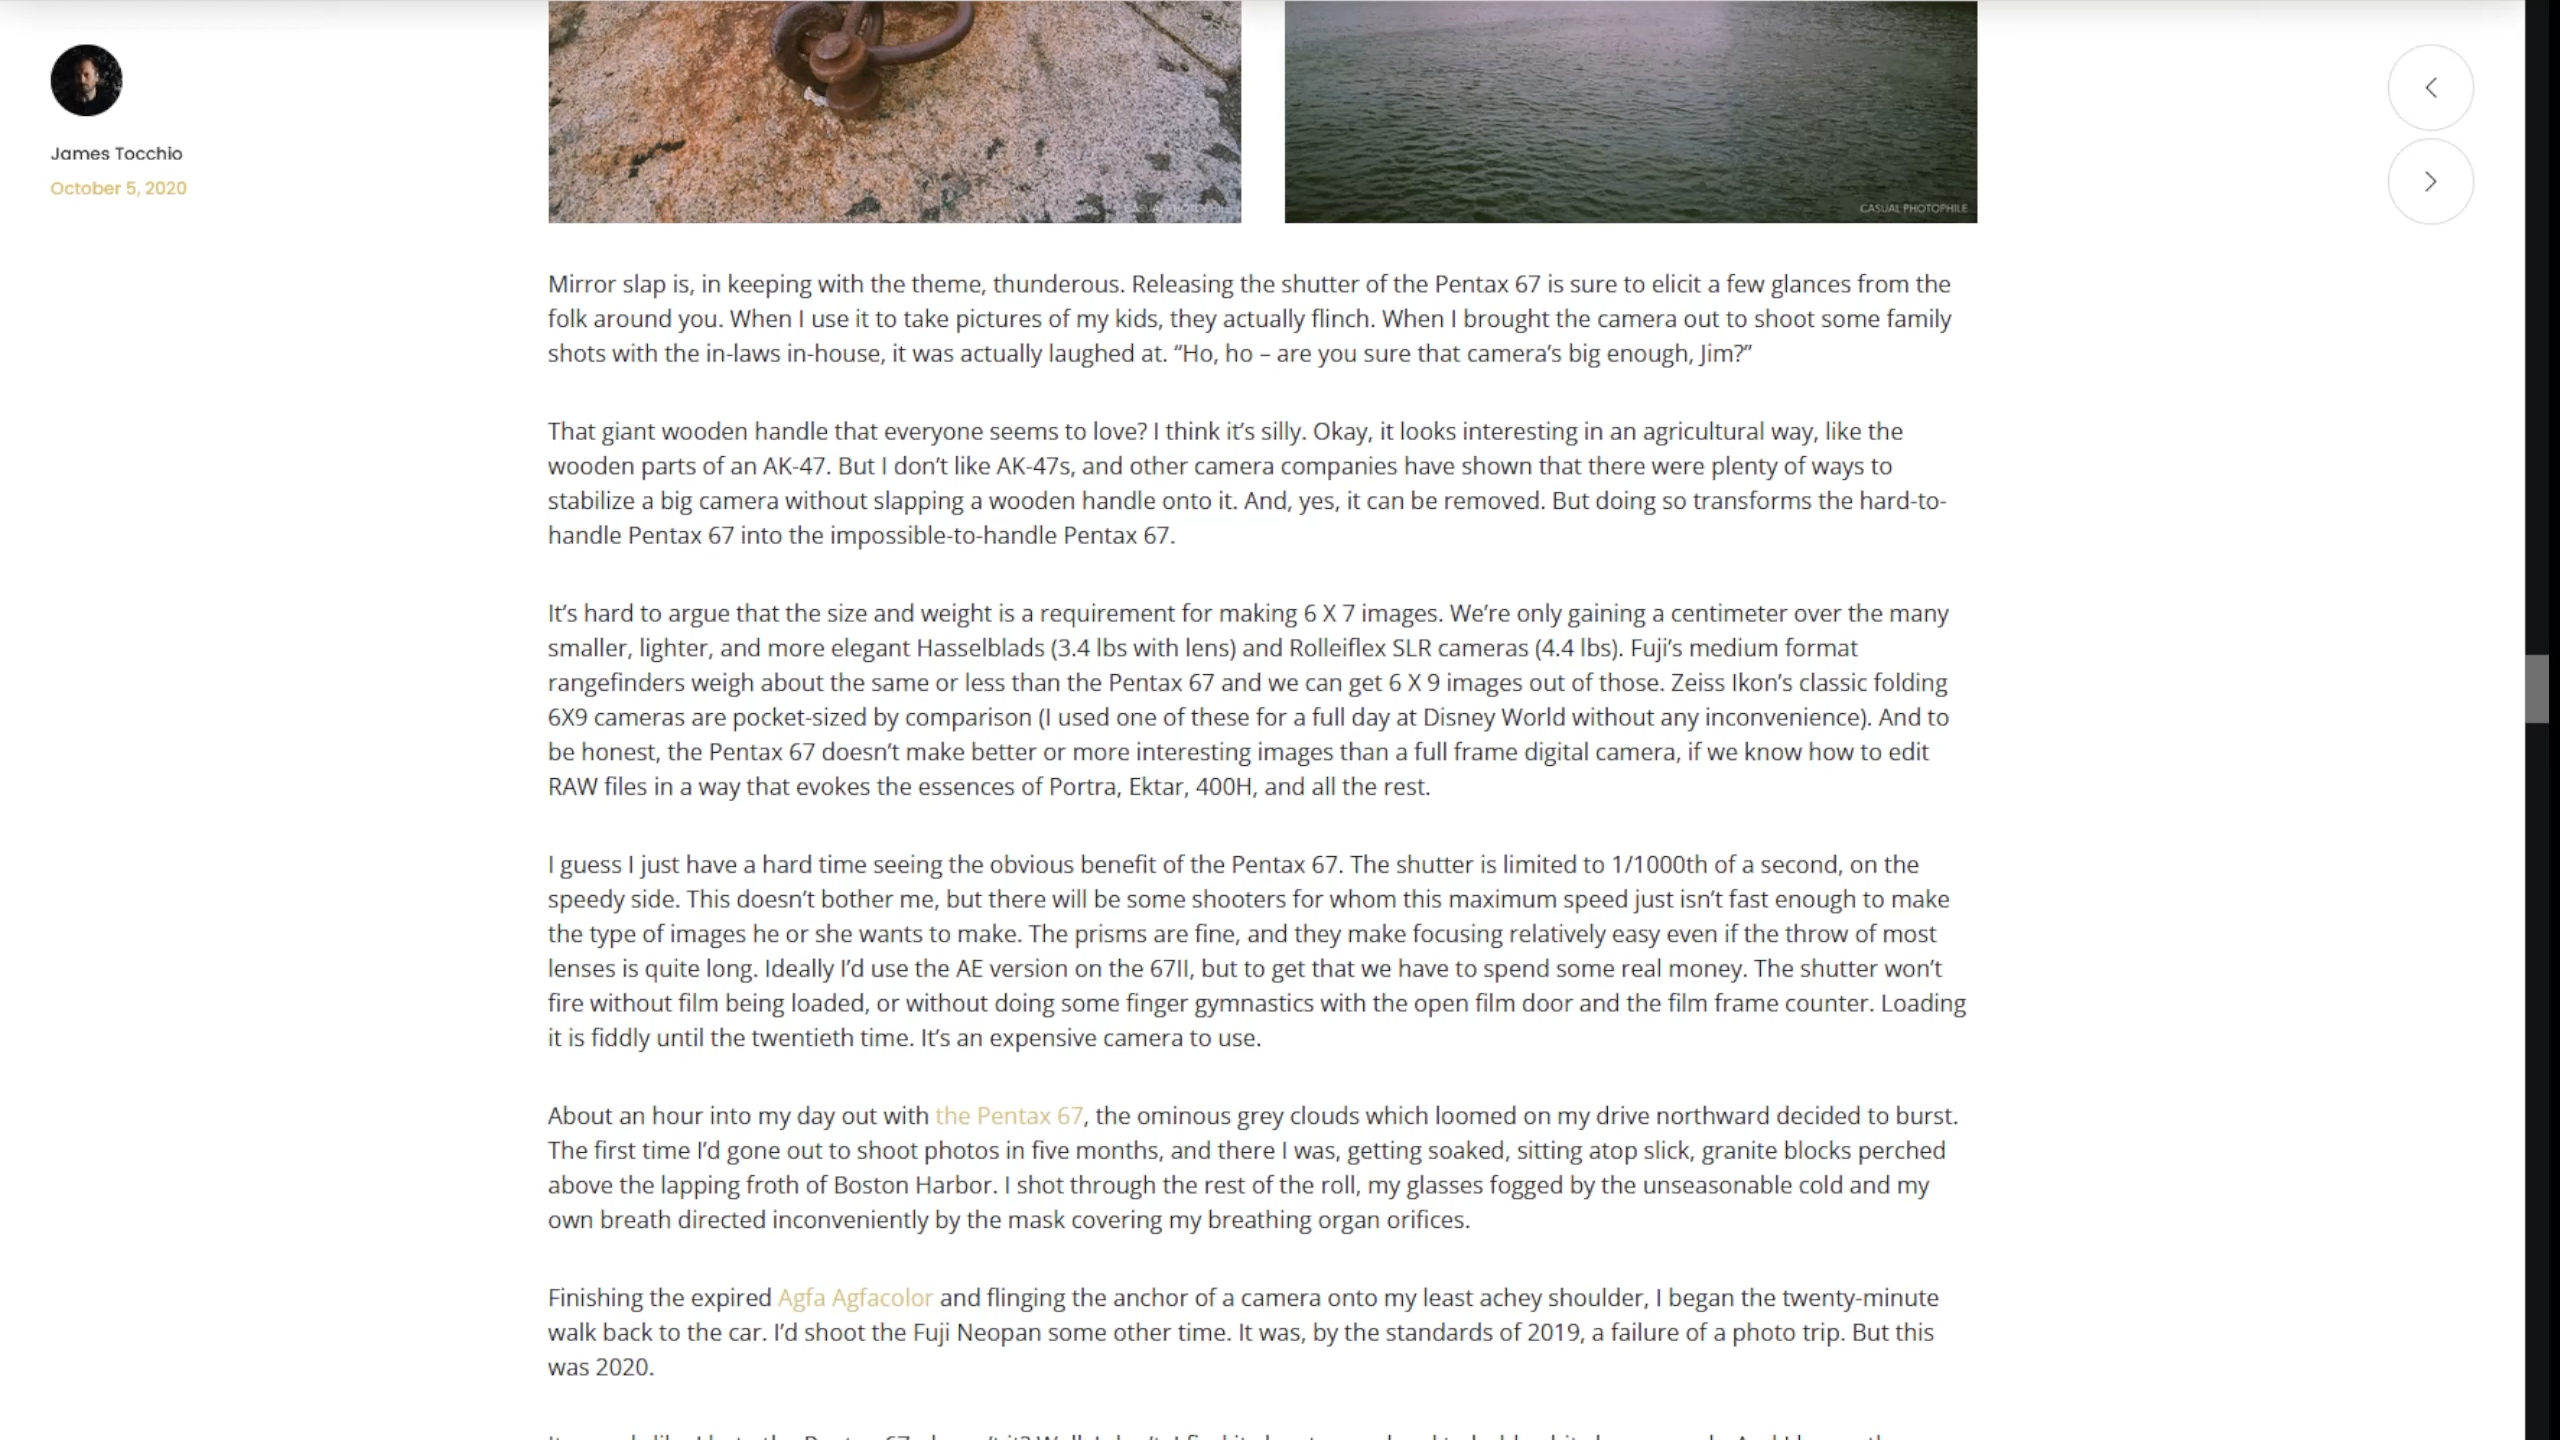 James Tocchio
October 5, 2020
CASUAL PHOTOPHILE
CASUAL PHOTOPHILE
Mirror slap is, in keeping with the theme, thunderous. Releasing the shutter of the Pentax 67 is sure to elicit a few glances from the
folk around you. When I use it to take pictures of my kids, they actually flinch. When I brought the camera out to shoot some family
shots with the in-laws in-house, it was actually laughed at. “Ho, ho – are you sure that camera’s big enough, Jim?”
That giant wooden handle that everyone seems to love? I think it’s silly. Okay, it looks interesting in an agricultural way, like the
wooden parts of an AK-47. But I don’t like AK-47s, and other camera companies have shown that there were plenty of ways to
stabilize a big camera without slapping a wooden handle onto it. And, yes, it can be removed. But doing so transforms the hard-to-
handle Pentax 67 into the impossible-to-handle Pentax 67.
It’s hard to argue that the size and weight is a requirement for making 6 X 7 images. We’re only gaining a centimeter over the many
smaller, lighter, and more elegant Hasselblads (3.4 lbs with lens) and Rolleiflex SLR cameras (4.4 lbs). Fuji’s medium format
rangefinders weigh about the same or less than the Pentax 67 and we can get 6 X 9 images out of those. Zeiss Ikon’s classic folding
6X9 cameras are pocket-sized by comparison (I used one of these for a full day at Disney World without any inconvenience). And to
be honest, the Pentax 67 doesn’t make better or more interesting images than a full frame digital camera, if we know how to edit
RAW files in a way that evokes the essences of Portra, Ektar, 400H, and all the rest.
I guess I just have a hard time seeing the obvious benefit of the Pentax 67. The shutter is limited to 1/1000th of a second, on the
speedy side. This doesn’t bother me, but there will be some shooters for whom this maximum speed just isn’t fast enough to make
the type of images he or she wants to make. The prisms are fine, and they make focusing relatively easy even if the throw of most
lenses is quite long. Ideally I’d use the AE version on the 67II, but to get that we have to spend some real money. The shutter won’t
fire without film being loaded, or without doing some finger gymnastics with the open film door and the film frame counter. Loading
it is fiddly until the twentieth time. It’s an expensive camera to use.
About an hour into my day out with the Pentax 67, the ominous grey clouds which loomed on my drive northward decided to burst.
The first time I’d gone out to shoot photos in five months, and there I was, getting soaked, sitting atop slick, granite blocks perched
above the lapping froth of Boston Harbor. I shot through the rest of the roll, my glasses fogged by the unseasonable cold and my
own breath directed inconveniently by the mask covering my breathing organ orifices.
Finishing the expired Agfa Agfacolor and flinging the anchor of a camera onto my least achey shoulder, I began the twenty-minute
walk back to the car. I’d shoot the Fuji Neopan some other time. It was, by the standards of 2019, a failure of a photo trip. But this
was 2020.